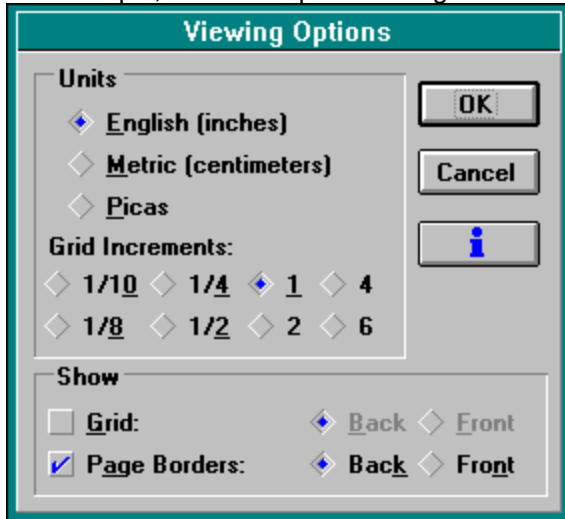 Viewing Options
Units
English (inches)
Metric (centimeters)
Picas
Grid Increments:
1/10 1/4 1 4
1/8 1/2 2 6
OK
Cancel
i
Show
Grid: Back Front
Page Borders: Back Front